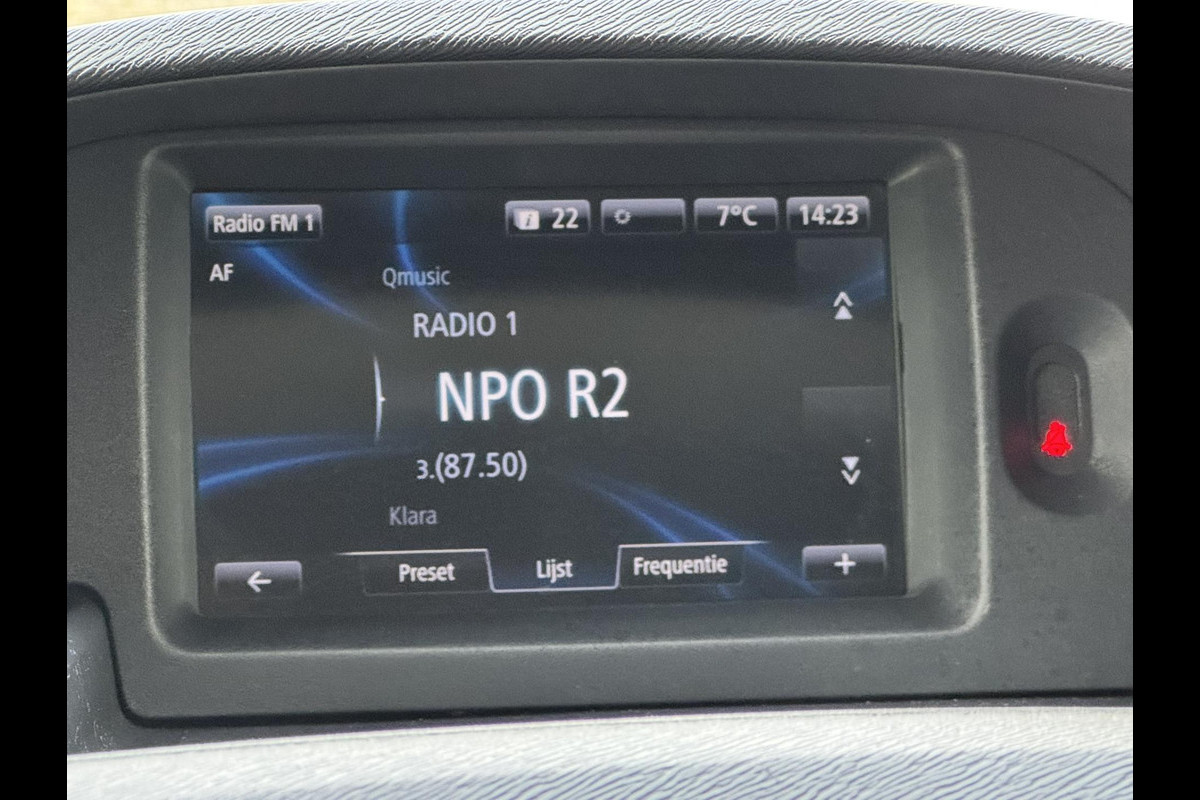 Radio FM 1
22
7°C
14:23
AF
Qmusic
RADIO 1
NPO R2
3.(87.50)
Klara
Preset
Lijst
Frequentie
+